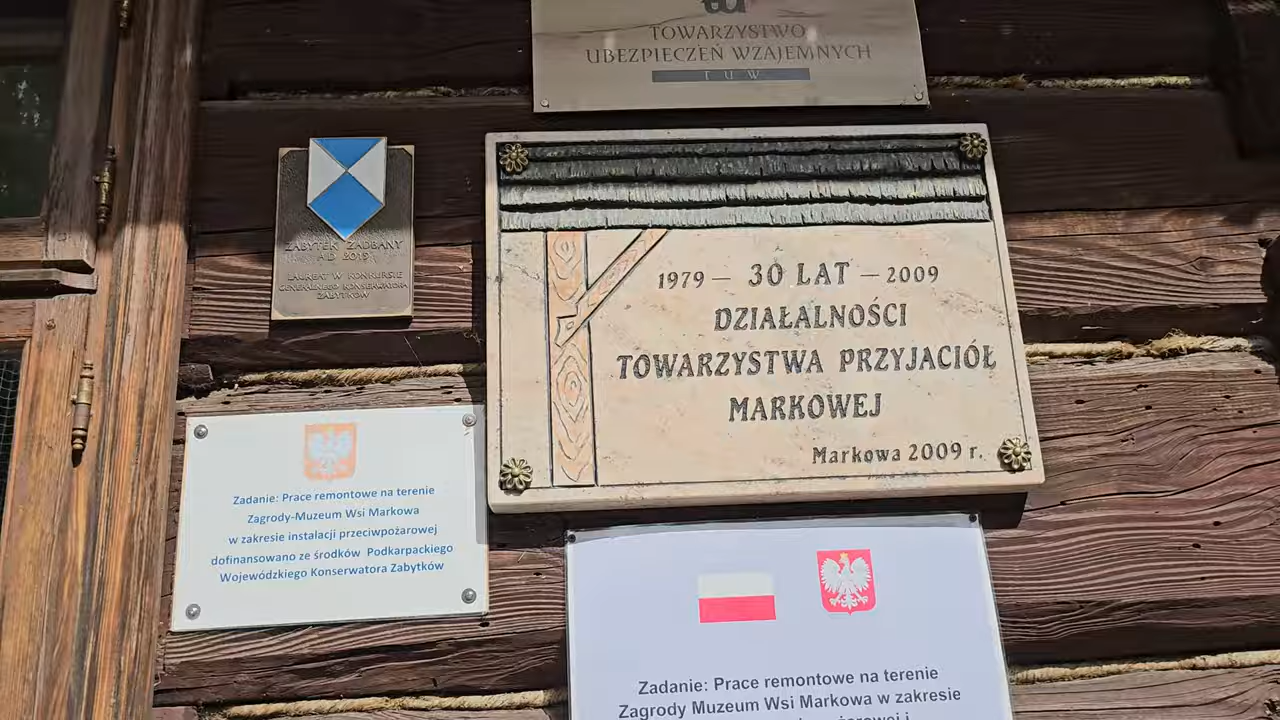 TOWARZYSTWO
UBEZPIECZEŃ WZAJEMNYCH
T U W
ZABYTEK ZADBANY
A.D. 2019
LAUREAT W KONKURSIE
GENERALNEGO KONSERWATORA
ZABYTKÓW
1979 – 30 LAT – 2009
DZIAŁALNOŚCI
TOWARZYSTWA PRZYJACIÓŁ
MARKOWEJ
Markowa 2009 r.
Zadanie: Prace remontowe na terenie
Zagrody-Muzeum Wsi Markowa
w zakresie instalacji przeciwpożarowej
dofinansowano ze środków Podkarpackiego
Wojewódzkiego Konserwatora Zabytków
Zadanie: Prace remontowe na terenie
Zagrody Muzeum Wsi Markowa w zakresie